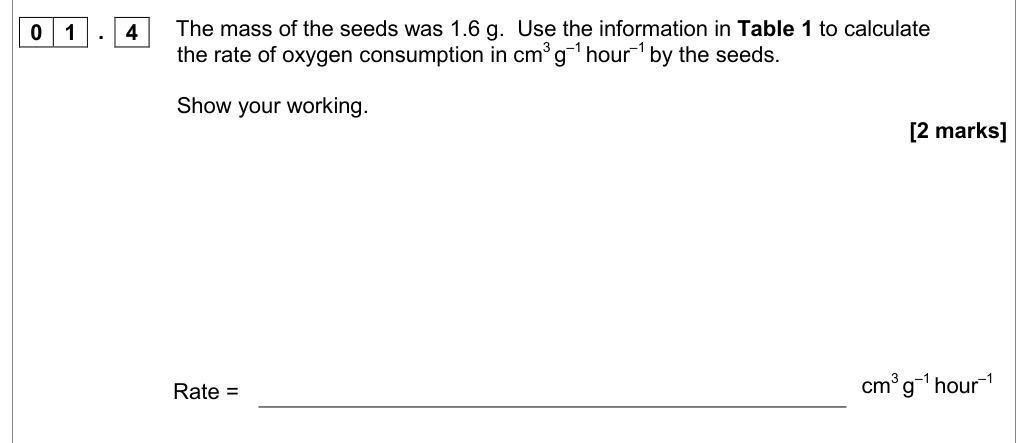 01.4 The mass of the seeds was 1.6 g. Use the information in Table 1 to calculate
the rate of oxygen consumption in cm³ g⁻¹ hour⁻¹ by the seeds.
Show your working.
[2 marks]
Rate = ____________ cm³ g⁻¹ hour⁻¹